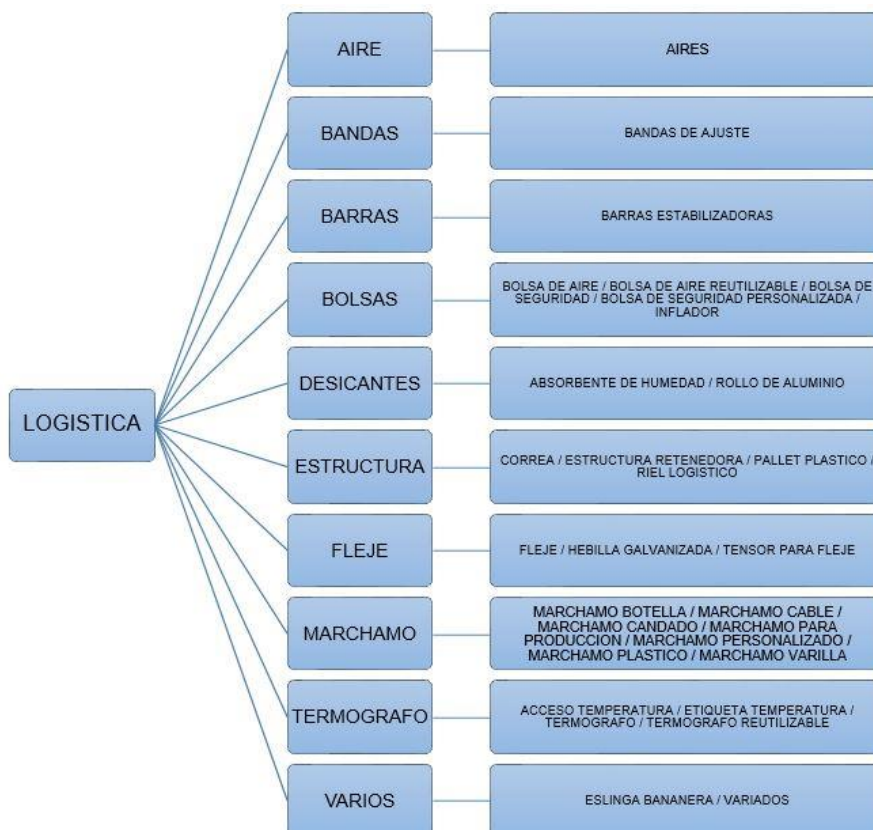 AIRE
AIRES
BANDAS
BANDAS DE AJUSTE
BARRAS
BARRAS ESTABILIZADORAS
BOLSAS
BOLSA DE AIRE / BOLSA DE AIRE REUTILIZABLE / BOLSA DE
SEGURIDAD / BOLSA DE SEGURIDAD PERSONALIZADA /
INFLADOR
DESICANTES
ABSORBENTE DE HUMEDAD / ROLLO DE ALUMINIO
LOGISTICA
ESTRUCTURA
CORREA / ESTRUCTURA RETENEDORA / PALLET PLASTICO /
RIEL LOGISTICO
FLEJE
FLEJE / HEBILLA GALVANIZADA / TENSOR PARA FLEJE
MARCHAMO
MARCHAMO BOTELLA / MARCHAMO CABLE /
MARCHAMO CANDADO / MARCHAMO PARA
PRODUCCION / MARCHAMO PERSONALIZADO /
MARCHAMO PLASTICO / MARCHAMO VARILLA
TERMOGRAFO
ACCESO TEMPERATURA / ETIQUETA TEMPERATURA /
TERMOGRAFO / TERMOGRAFO REUTILIZABLE
VARIOS
ESLINGA BANANERA / VARIADOS